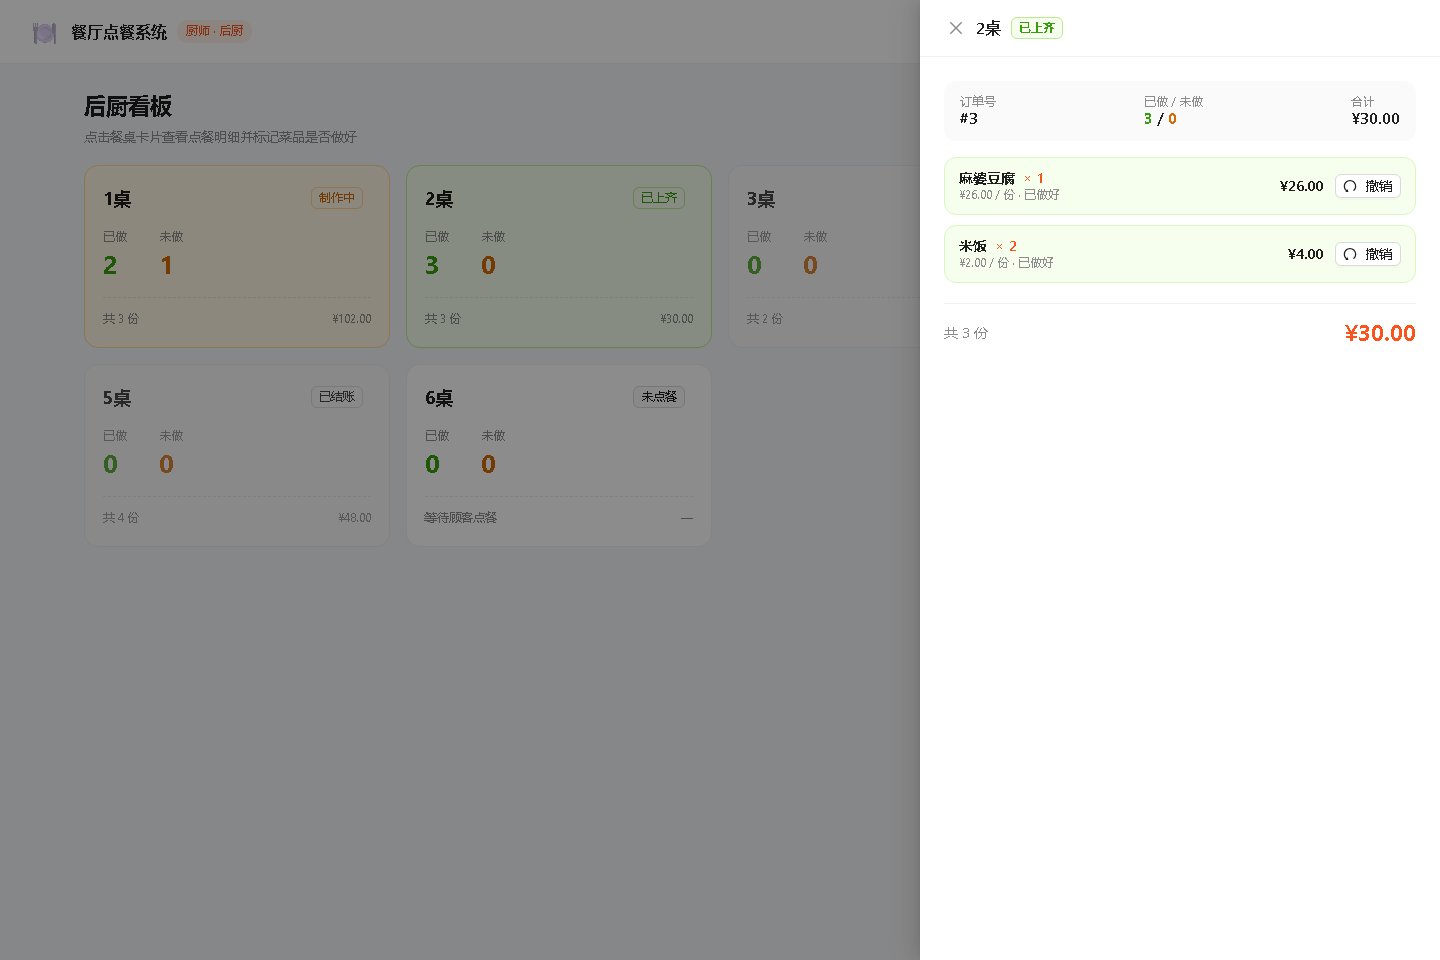 餐厅点餐系统 厨师 · 后厨
后厨看板
点击餐桌卡片查看点餐明细并标记菜品是否做好
1桌 制作中
已做 未做
2 1
共 3 份 ¥102.00
2桌 已上齐
已做 未做
3 0
共 3 份 ¥30.00
3桌
已做 未做
0 0
共 2 份
5桌 已结账
已做 未做
0 0
共 4 份 ¥48.00
6桌 未点餐
已做 未做
0 0
等待顾客点餐 —
2桌 已上齐
订单号 已做 / 未做 合计
#3 3 / 0 ¥30.00
麻婆豆腐 × 1 ¥26.00 撤销
¥26.00 / 份 · 已做好
米饭 × 2 ¥4.00 撤销
¥2.00 / 份 · 已做好
共 3 份 ¥30.00